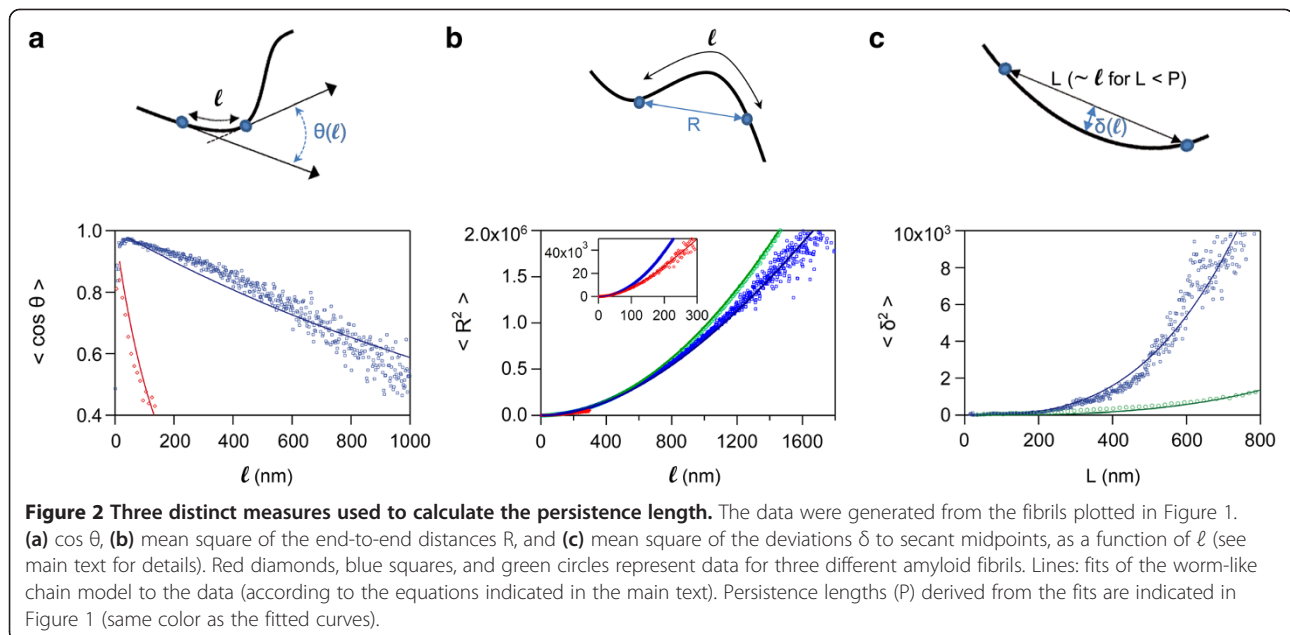 a
b
c
ℓ
θ(ℓ)
ℓ
R
L (~ ℓ for L < P)
δ(ℓ)
< cos θ >
1.0
0.8
0.6
0.4
0
200
400
600
800
1000
ℓ (nm)
< R² >
2.0x10⁶
1.5
1.0
0.5
0.0
40x10³
20
0
0 100 200 300
0
400
800
1200
1600
ℓ (nm)
< δ² >
10x10³
8
6
4
2
0
0
200
400
600
800
L (nm)
Figure 2 Three distinct measures used to calculate the persistence length. The data were generated from the fibrils plotted in Figure 1.
(a) cos θ, (b) mean square of the end-to-end distances R, and (c) mean square of the deviations δ to secant midpoints, as a function of ℓ (see
main text for details). Red diamonds, blue squares, and green circles represent data for three different amyloid fibrils. Lines: fits of the worm-like
chain model to the data (according to the equations indicated in the main text). Persistence lengths (P) derived from the fits are indicated in
Figure 1 (same color as the fitted curves).